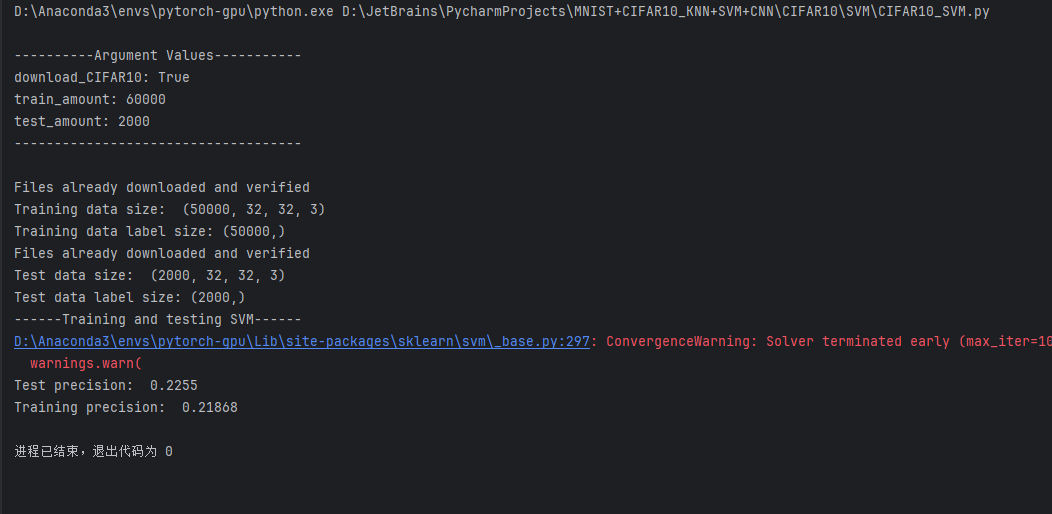 D:\Anaconda3\envs\pytorch-gpu\python.exe D:\JetBrains\PycharmProjects\MNIST+CIFAR10_KNN+SVM+CNN\CIFAR10\SVM\CIFAR10_SVM.py
----------Argument Values-----------
download_CIFAR10: True
train_amount: 60000
test_amount: 2000
------------------------------------
Files already downloaded and verified
Training data size:  (50000, 32, 32, 3)
Training data label size: (50000,)
Files already downloaded and verified
Test data size:  (2000, 32, 32, 3)
Test data label size: (2000,)
------Training and testing SVM------
D:\Anaconda3\envs\pytorch-gpu\Lib\site-packages\sklearn\svm\_base.py:297: ConvergenceWarning: Solver terminated early (max_iter=10
  warnings.warn(
Test precision:  0.2255
Training precision:  0.21868
进程已结束，退出代码为 0